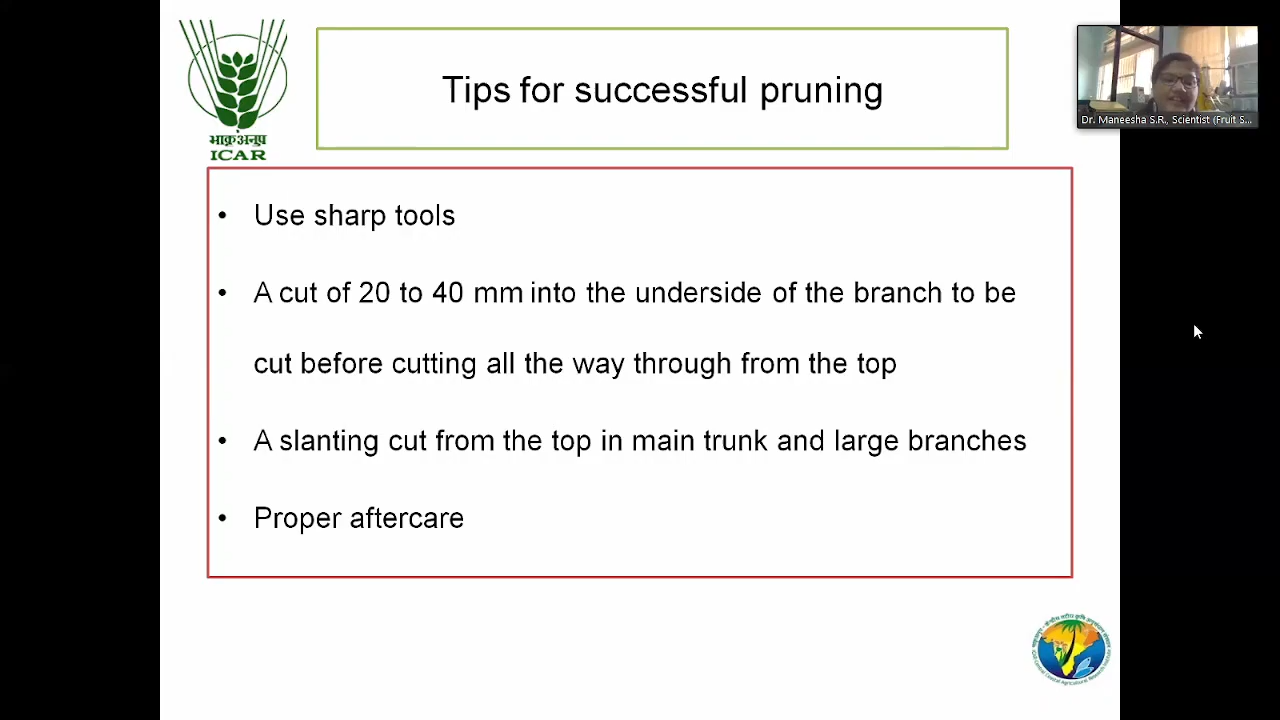 Tips for successful pruning
Dr. Maneesha S.R., Scientist (Fruit S...
भाकृअनुप
ICAR
• Use sharp tools
• A cut of 20 to 40 mm into the underside of the branch to be
cut before cutting all the way through from the top
• A slanting cut from the top in main trunk and large branches
• Proper aftercare